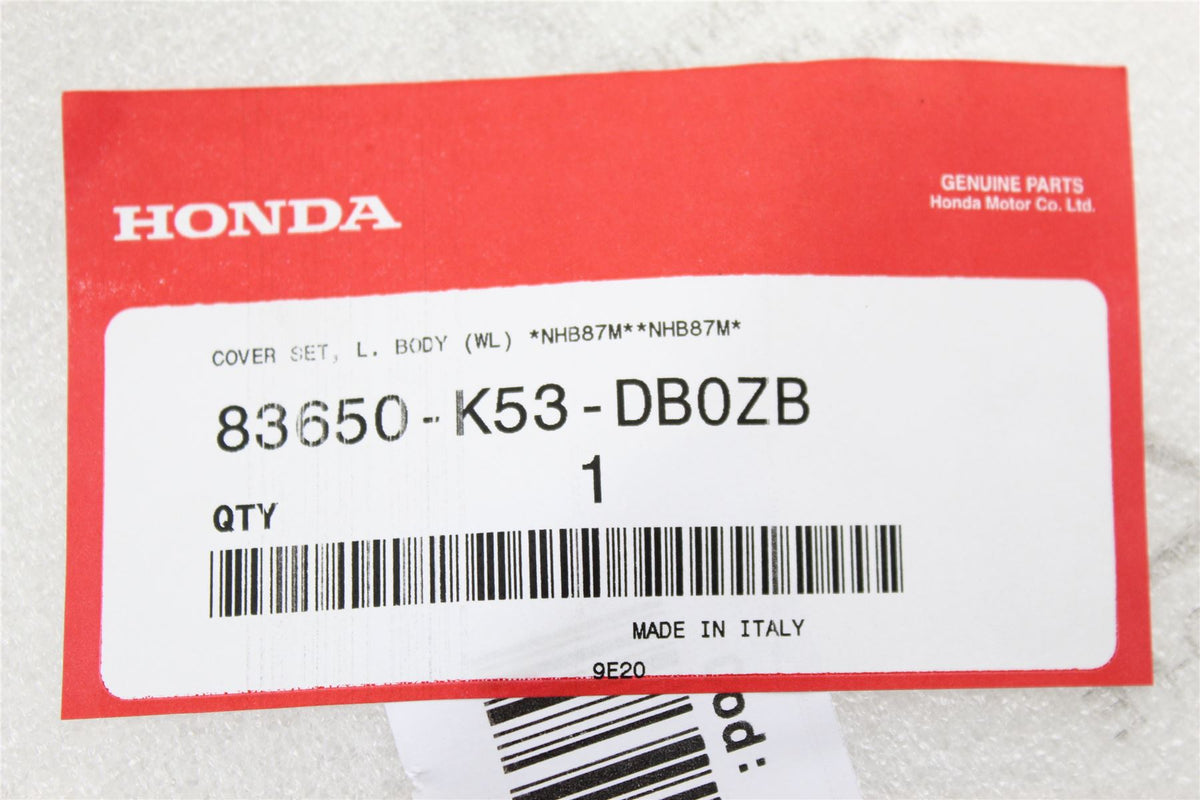 HONDA
GENUINE PARTS
Honda Motor Co. Ltd.
COVER SET, L. BODY (WL) *NHB87M**NHB87M*
83650-K53-DB0ZB
1
QTY
MADE IN ITALY
9E20